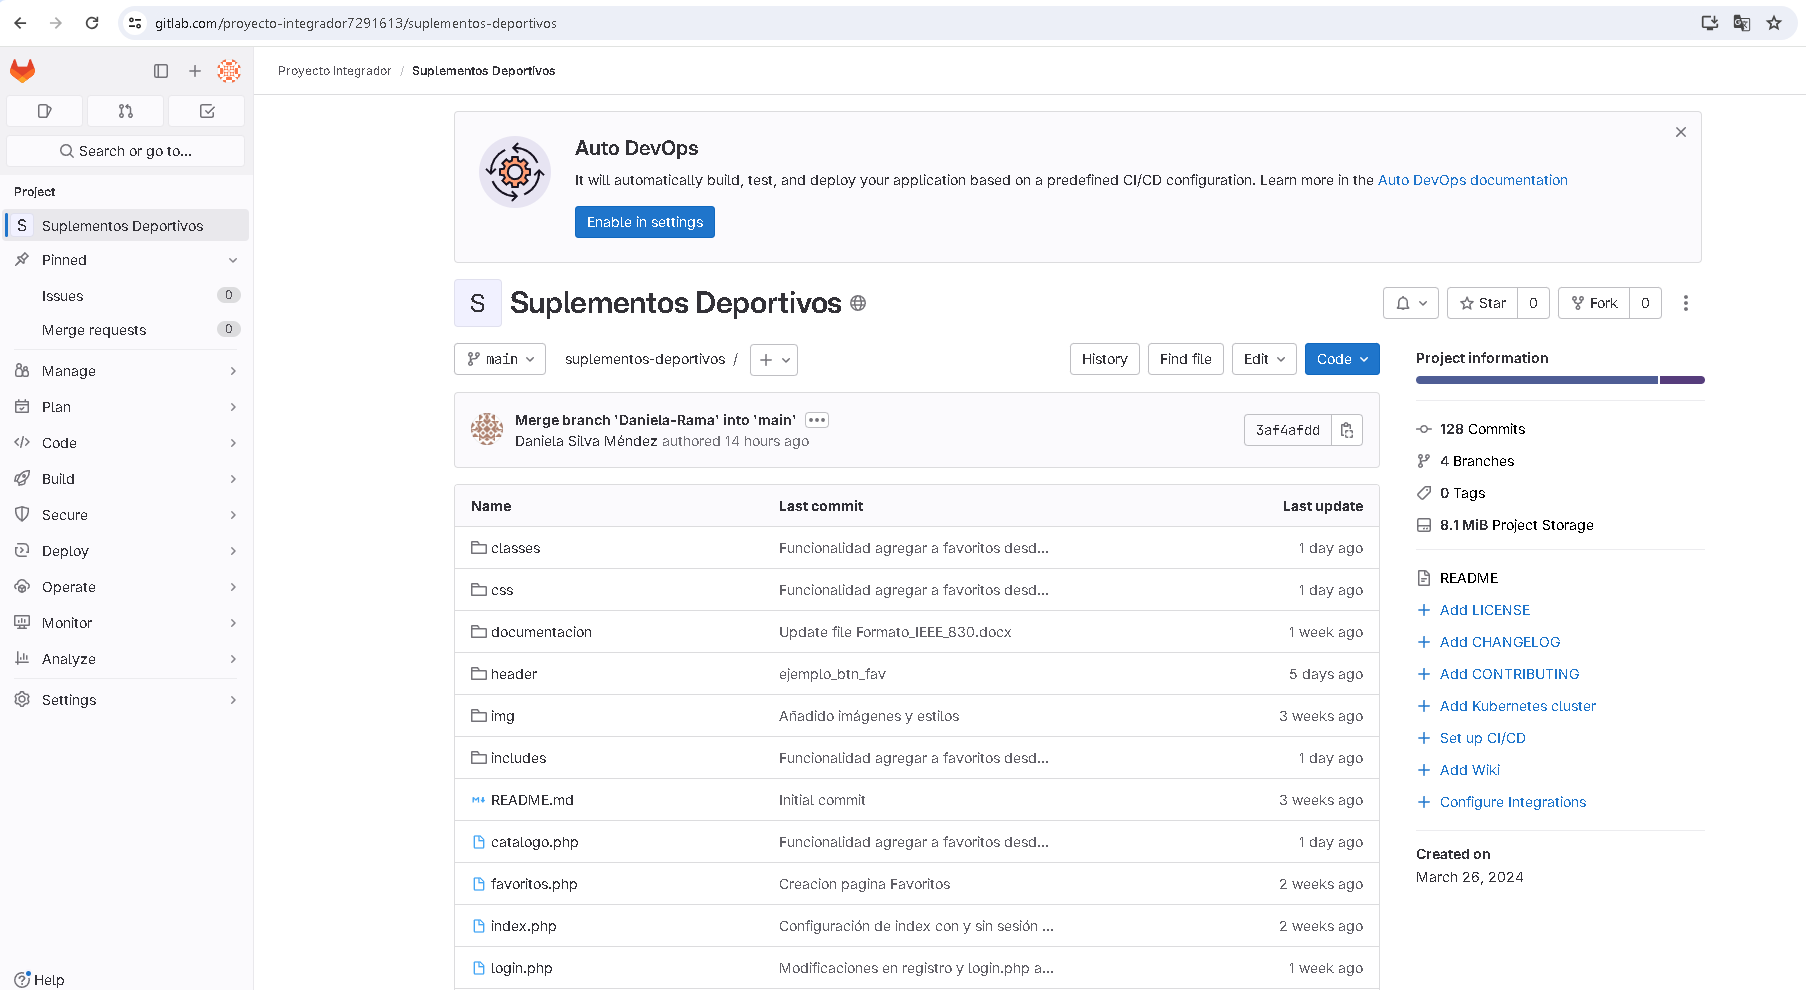 gitlab.com/proyecto-integrador7291613/suplementos-deportivos
Proyecto Integrador / Suplementos Deportivos
Search or go to...
Project
S Suplementos Deportivos
Pinned
Issues 0
Merge requests 0
Manage
Plan
Code
Build
Secure
Deploy
Operate
Monitor
Analyze
Settings
Help
Auto DevOps
It will automatically build, test, and deploy your application based on a predefined CI/CD configuration. Learn more in the Auto DevOps documentation
Enable in settings
S Suplementos Deportivos
Star 0 Fork 0
main suplementos-deportivos / + History Find file Edit Code
Merge branch 'Daniela-Rama' into 'main'
Daniela Silva Méndez authored 14 hours ago
3af4afdd
Name Last commit Last update
classes Funcionalidad agregar a favoritos desd... 1 day ago
css Funcionalidad agregar a favoritos desd... 1 day ago
documentacion Update file Formato_IEEE_830.docx 1 week ago
header ejemplo_btn_fav 5 days ago
img Añadido imágenes y estilos 3 weeks ago
includes Funcionalidad agregar a favoritos desd... 1 day ago
README.md Initial commit 3 weeks ago
catalogo.php Funcionalidad agregar a favoritos desd... 1 day ago
favoritos.php Creacion pagina Favoritos 2 weeks ago
index.php Configuración de index con y sin sesión ... 2 weeks ago
login.php Modificaciones en registro y login.php a... 1 week ago
Project information
128 Commits
4 Branches
0 Tags
8.1 MiB Project Storage
README
+ Add LICENSE
+ Add CHANGELOG
+ Add CONTRIBUTING
+ Add Kubernetes cluster
+ Set up CI/CD
+ Add Wiki
+ Configure Integrations
Created on
March 26, 2024